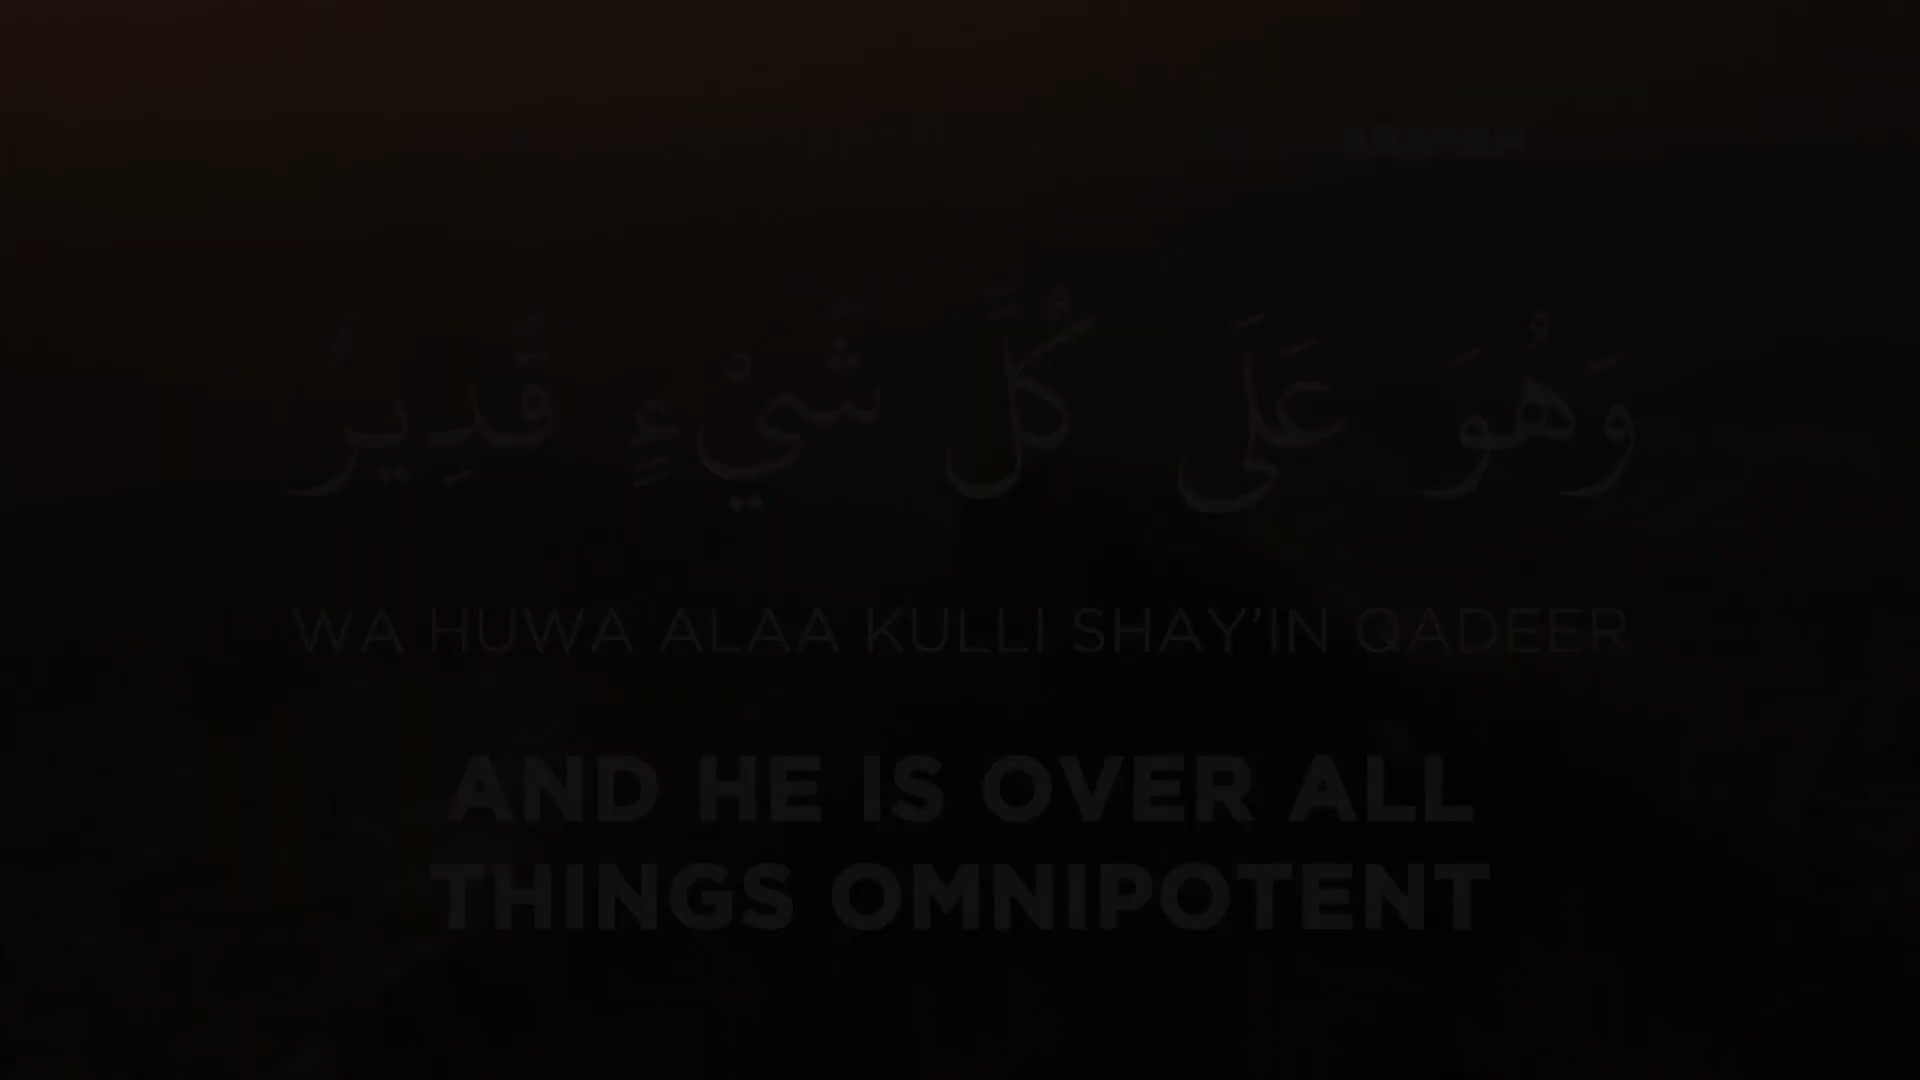 وَهُوَ عَلَى كُلِّ شَيْءٍ قَدِيرٌ
WA HUWA ALAA KULLI SHAY'IN QADEER
AND HE IS OVER ALL
THINGS OMNIPOTENT